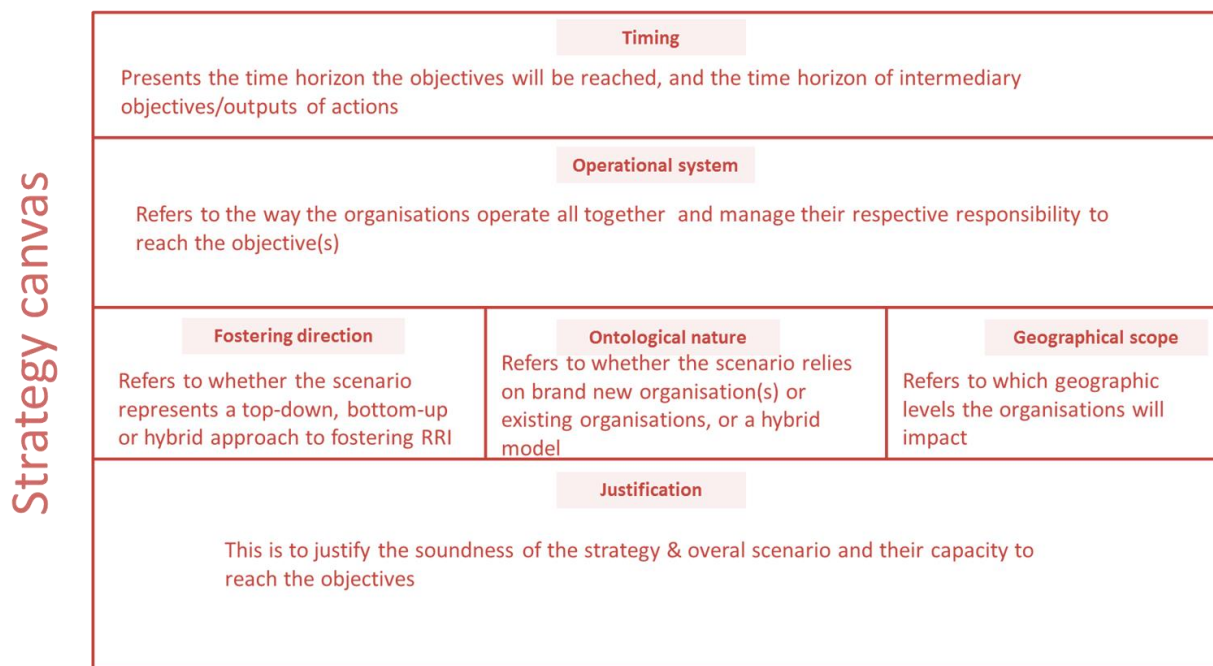 Strategy canvas
Timing
Presents the time horizon the objectives will be reached, and the time horizon of intermediary
objectives/outputs of actions
Operational system
Refers to the way the organisations operate all together and manage their respective responsibility to
reach the objective(s)
Fostering direction
Refers to whether the scenario
represents a top-down, bottom-up
or hybrid approach to fostering RRI
Ontological nature
Refers to whether the scenario relies
on brand new organisation(s) or
existing organisations, or a hybrid
model
Geographical scope
Refers to which geographic
levels the organisations will
impact
Justification
This is to justify the soundness of the strategy & overal scenario and their capacity to
reach the objectives